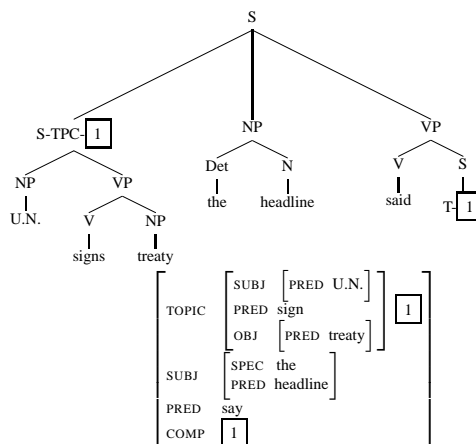 S
S-TPC- 1 NP VP
NP VP Det N V S
U.N. V NP the headline said T- 1
signs treaty
SUBJ PRED U.N.
TOPIC PRED sign 1
OBJ PRED treaty
SUBJ SPEC the
PRED headline
PRED say
COMP 1